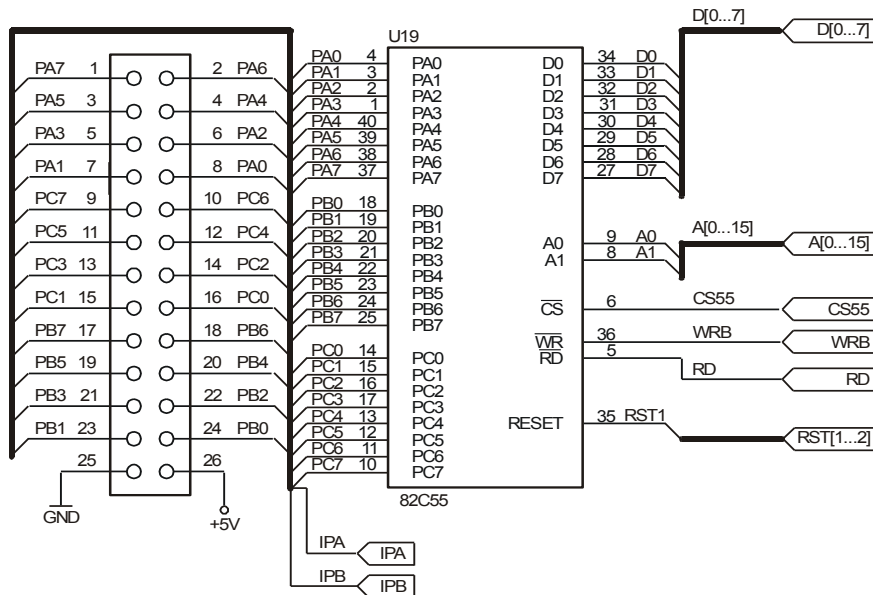 D[0...7]
D[0...7]
U19
PA7 1 2 PA6
PA5 3 4 PA4
PA3 5 6 PA2
PA1 7 8 PA0
PC7 9 10 PC6
PC5 11 12 PC4
PC3 13 14 PC2
PC1 15 16 PC0
PB7 17 18 PB6
PB5 19 20 PB4
PB3 21 22 PB2
PB1 23 24 PB0
25 26
GND
+5V
PA0 4 PA0
PA1 3 PA1
PA2 2 PA2
PA3 1 PA3
PA4 40 PA4
PA5 39 PA5
PA6 38 PA6
PA7 37 PA7
PB0 18 PB0
PB1 19 PB1
PB2 20 PB2
PB3 21 PB3
PB4 22 PB4
PB5 23 PB5
PB6 24 PB6
PB7 25 PB7
PC0 14 PC0
PC1 15 PC1
PC2 16 PC2
PC3 17 PC3
PC4 13 PC4
PC5 12 PC5
PC6 11 PC6
PC7 10 PC7
D0 34 D0
D1 33 D1
D2 32 D2
D3 31 D3
D4 30 D4
D5 29 D5
D6 28 D6
D7 27 D7
A[0...15]
A0 9 A0
A[0...15]
A1 8 A1
CS 6 CS55
CS55
WR 36 WRB
WRB
RD 5 RD
RD
RESET 35 RST1
RST[1...2]
82C55
IPA
IPA
IPB
IPB